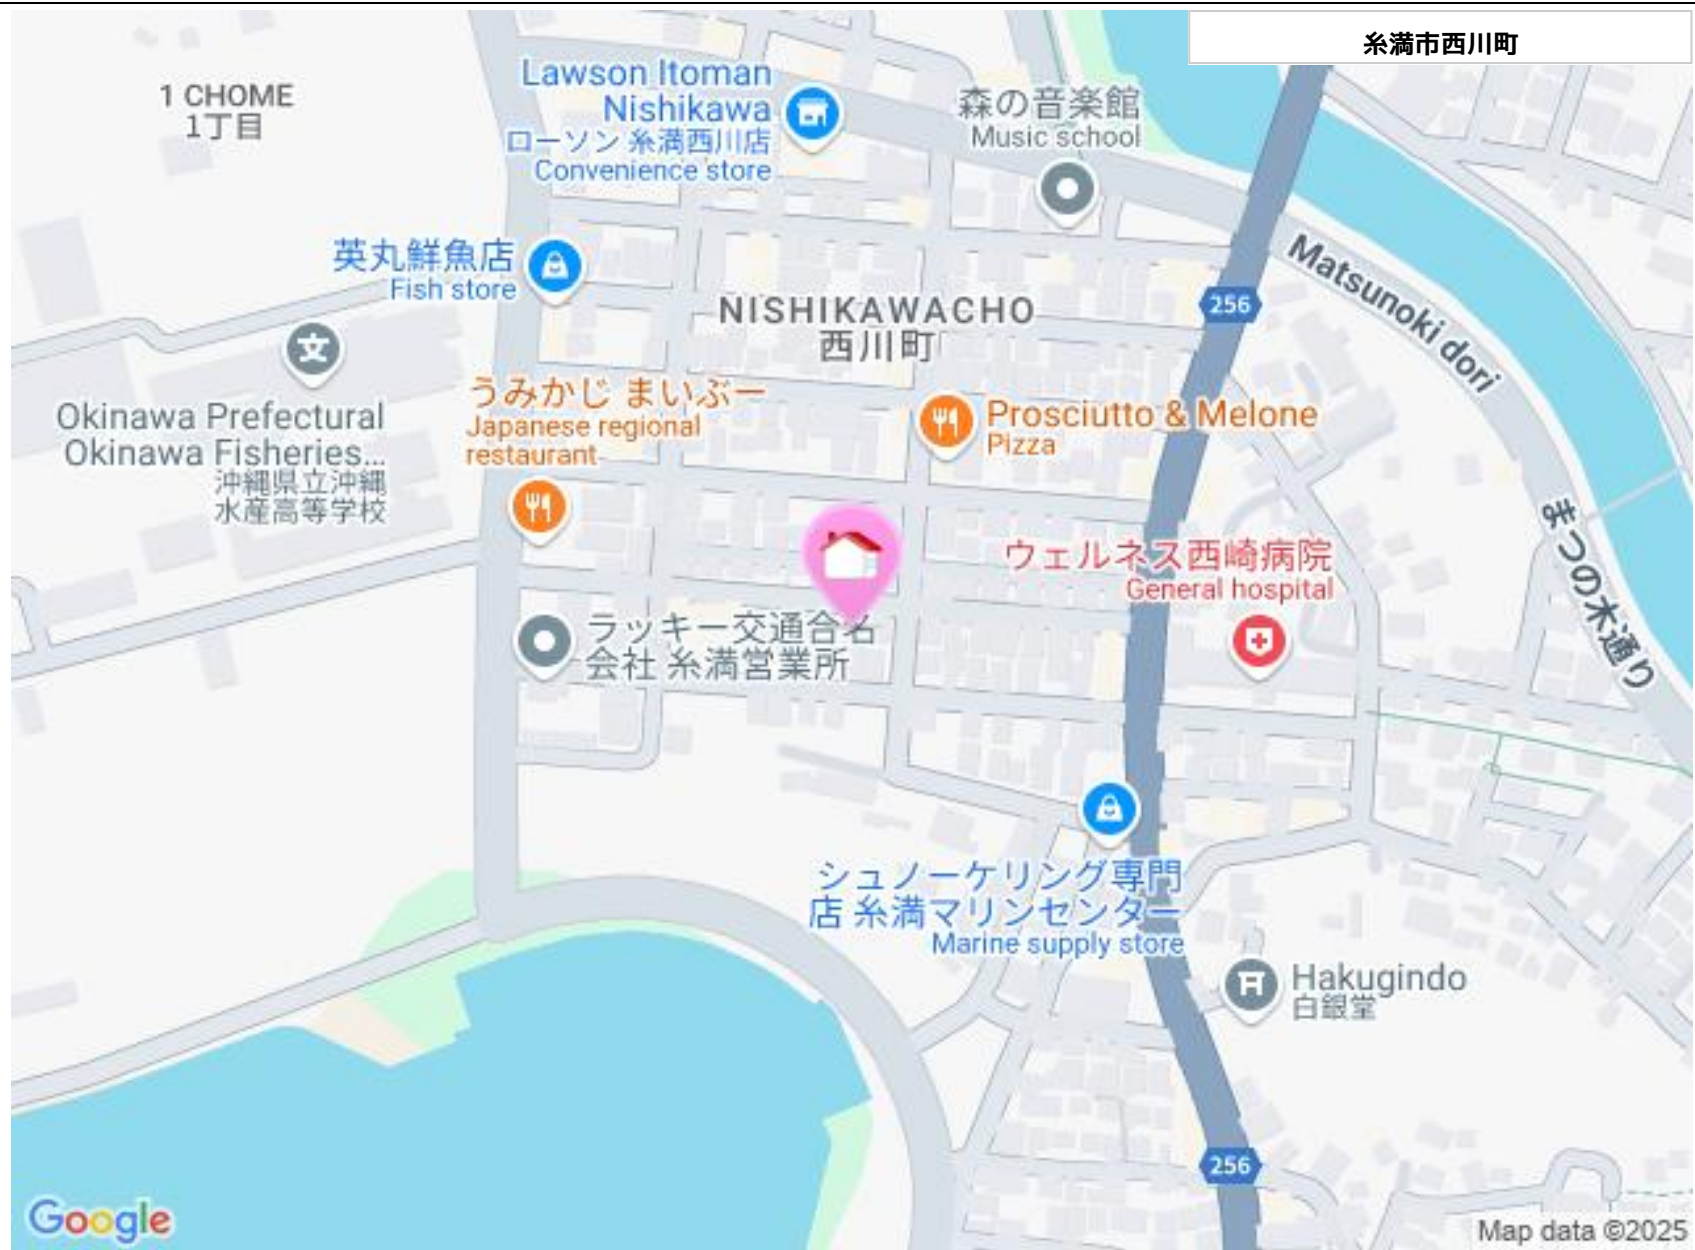 糸満市西川町
1 CHOME
1丁目
Lawson Itoman
Nishikawa
ローソン 糸満西川店
Convenience store
森の音楽館
Music school
英丸鮮魚店
Fish store
256
Matsunoki dori
NISHIKAWACHO
西川町
Okinawa Prefectural
Okinawa Fisheries...
沖縄県立沖縄
水産高等学校
うみかじ まいぶー
Japanese regional
restaurant
Prosciutto & Melone
Pizza
まつの木通り
ウェルネス西崎病院
General hospital
ラッキー交通合名
会社 糸満営業所
シュノーケリング専門
店 糸満マリンセンター
Marine supply store
Hakugindo
白銀堂
256
Google
Map data ©2025